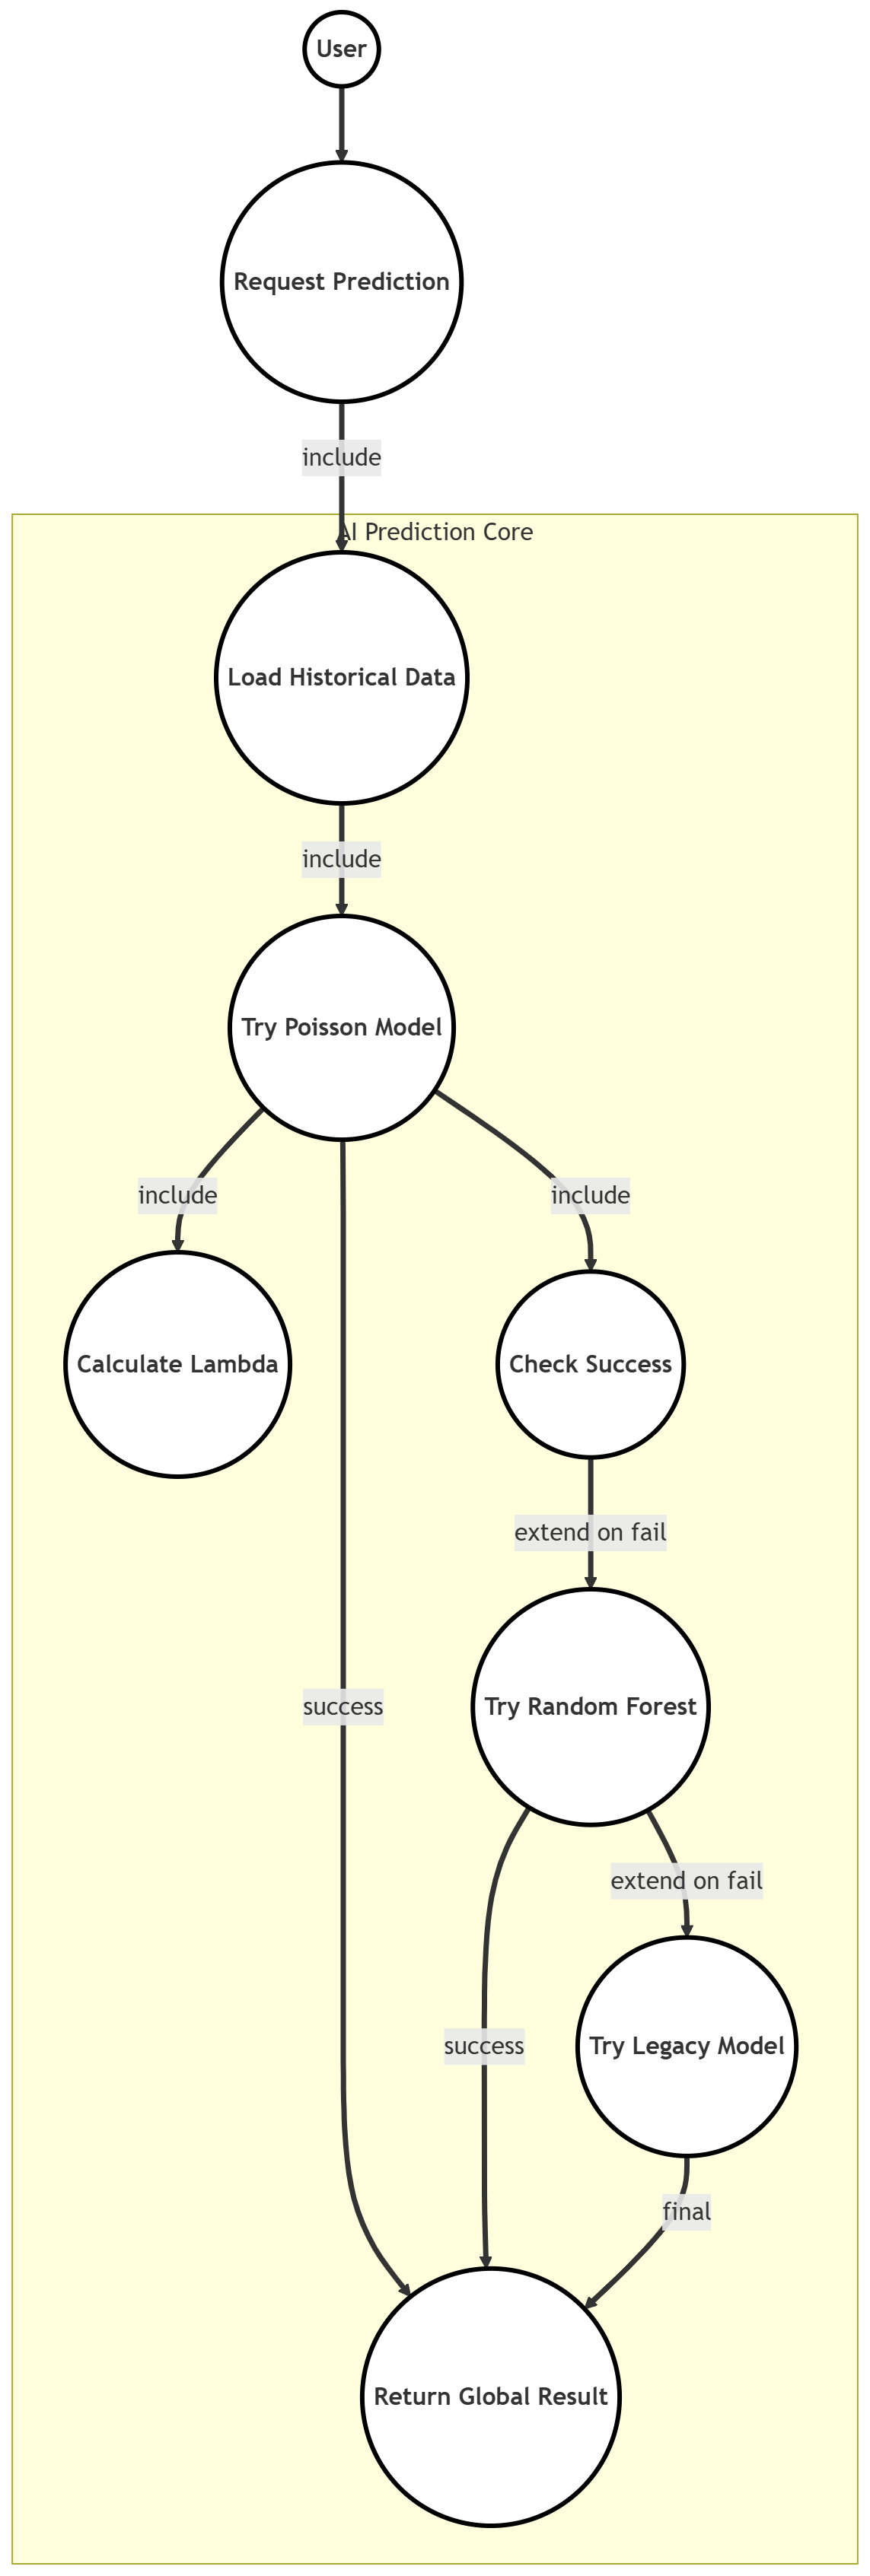 User
Request Prediction
include
AI Prediction Core
Load Historical Data
include
Try Poisson Model
include
include
Calculate Lambda
Check Success
extend on fail
success
Try Random Forest
extend on fail
success
Try Legacy Model
final
Return Global Result